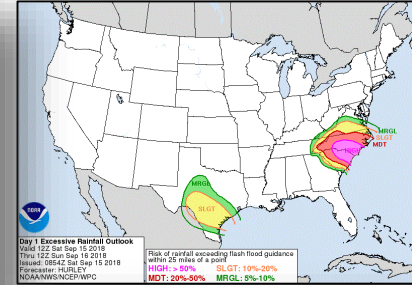 MRGL
SLGT
MDT
MRGL
SLGT
NOAA
Day 1 Excessive Rainfall Outlook
Valid 12Z Sat Sep 15 2018
Thru 12Z Sun Sep 16 2018
Issued: 0854Z Sat Sep 15 2018
Forecaster: HURLEY
NOAA/NWS/NCEP/WPC
Risk of rainfall exceeding flash flood guidance
within 25 miles of a point
HIGH: > 50% SLGT: 10%-20%
MDT: 20%-50% MRGL: 5%-10%